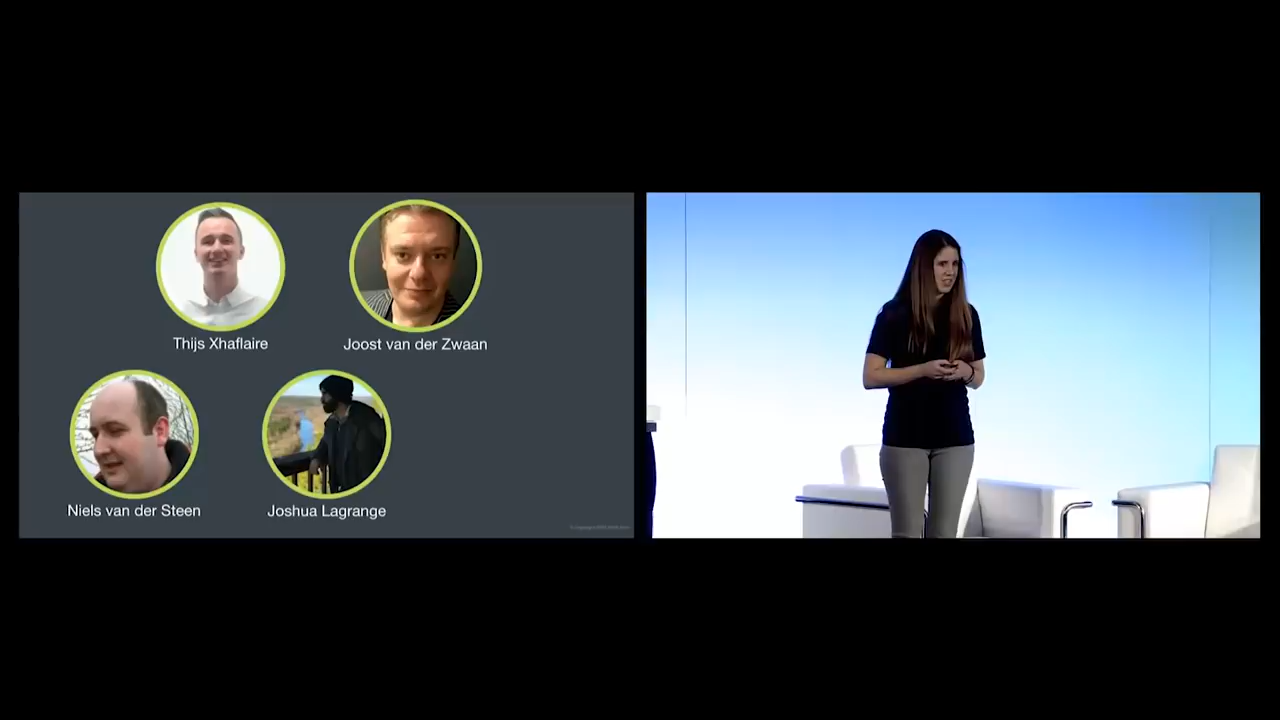 Thijs Xhaflaire
Joost van der Zwaan
Niels van der Steen
Joshua Lagrange